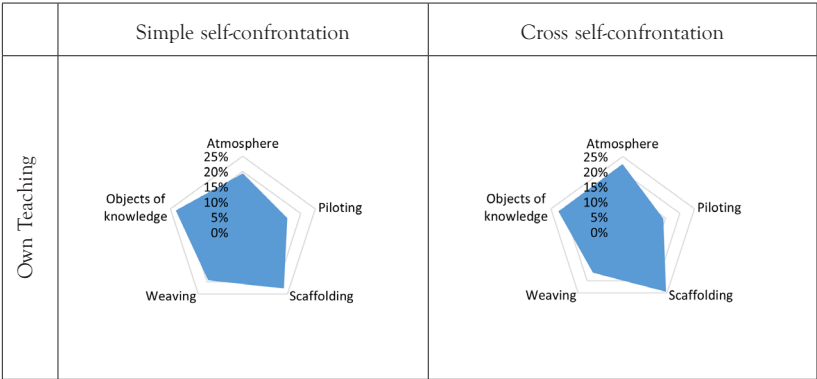 Simple self-confrontation
Cross self-confrontation
Own Teaching
Atmosphere
25%
20%
15%
10%
5%
0%
Objects of
knowledge
Piloting
Weaving
Scaffolding
Atmosphere
25%
20%
15%
10%
5%
0%
Objects of
knowledge
Piloting
Weaving
Scaffolding